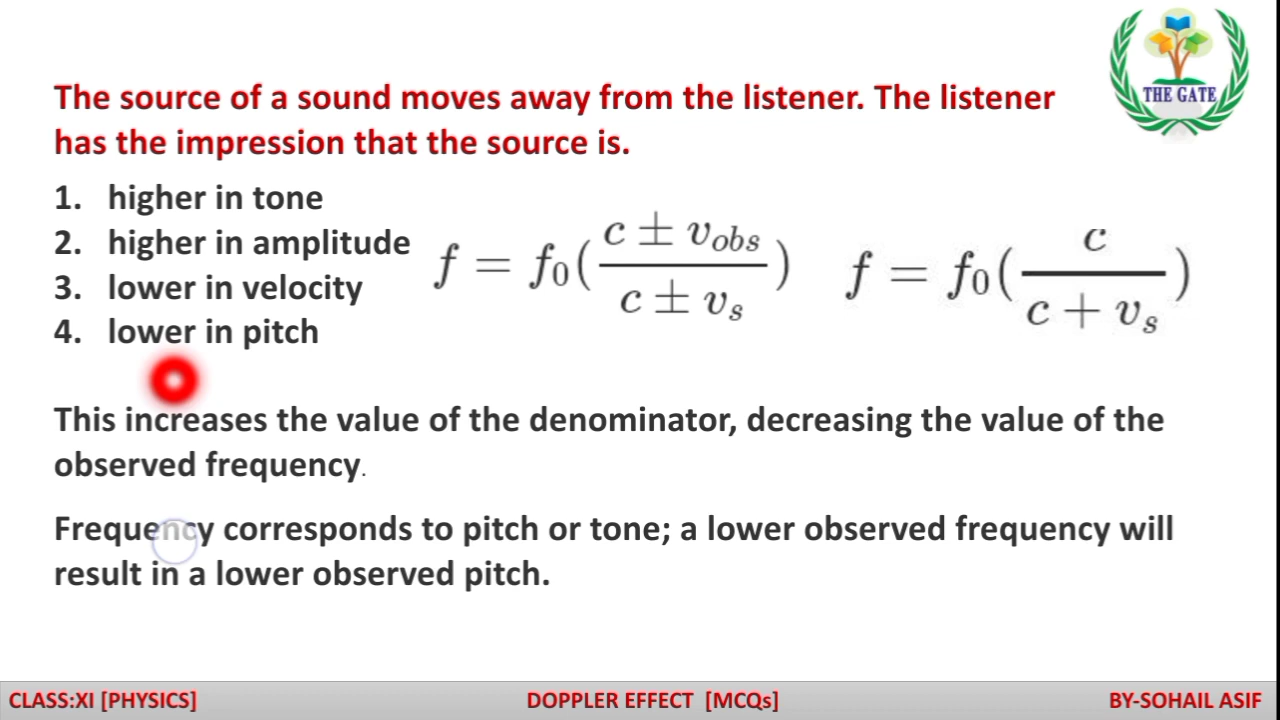 THE GATE
The source of a sound moves away from the listener. The listener
has the impression that the source is.
1. higher in tone
2. higher in amplitude
3. lower in velocity
4. lower in pitch
f = f₀( (c ± v_obs) / (c ± v_s) )
f = f₀( c / (c + v_s) )
This increases the value of the denominator, decreasing the value of the
observed frequency.
Frequency corresponds to pitch or tone; a lower observed frequency will
result in a lower observed pitch.
CLASS:XI [PHYSICS] DOPPLER EFFECT [MCQs] BY-SOHAIL ASIF